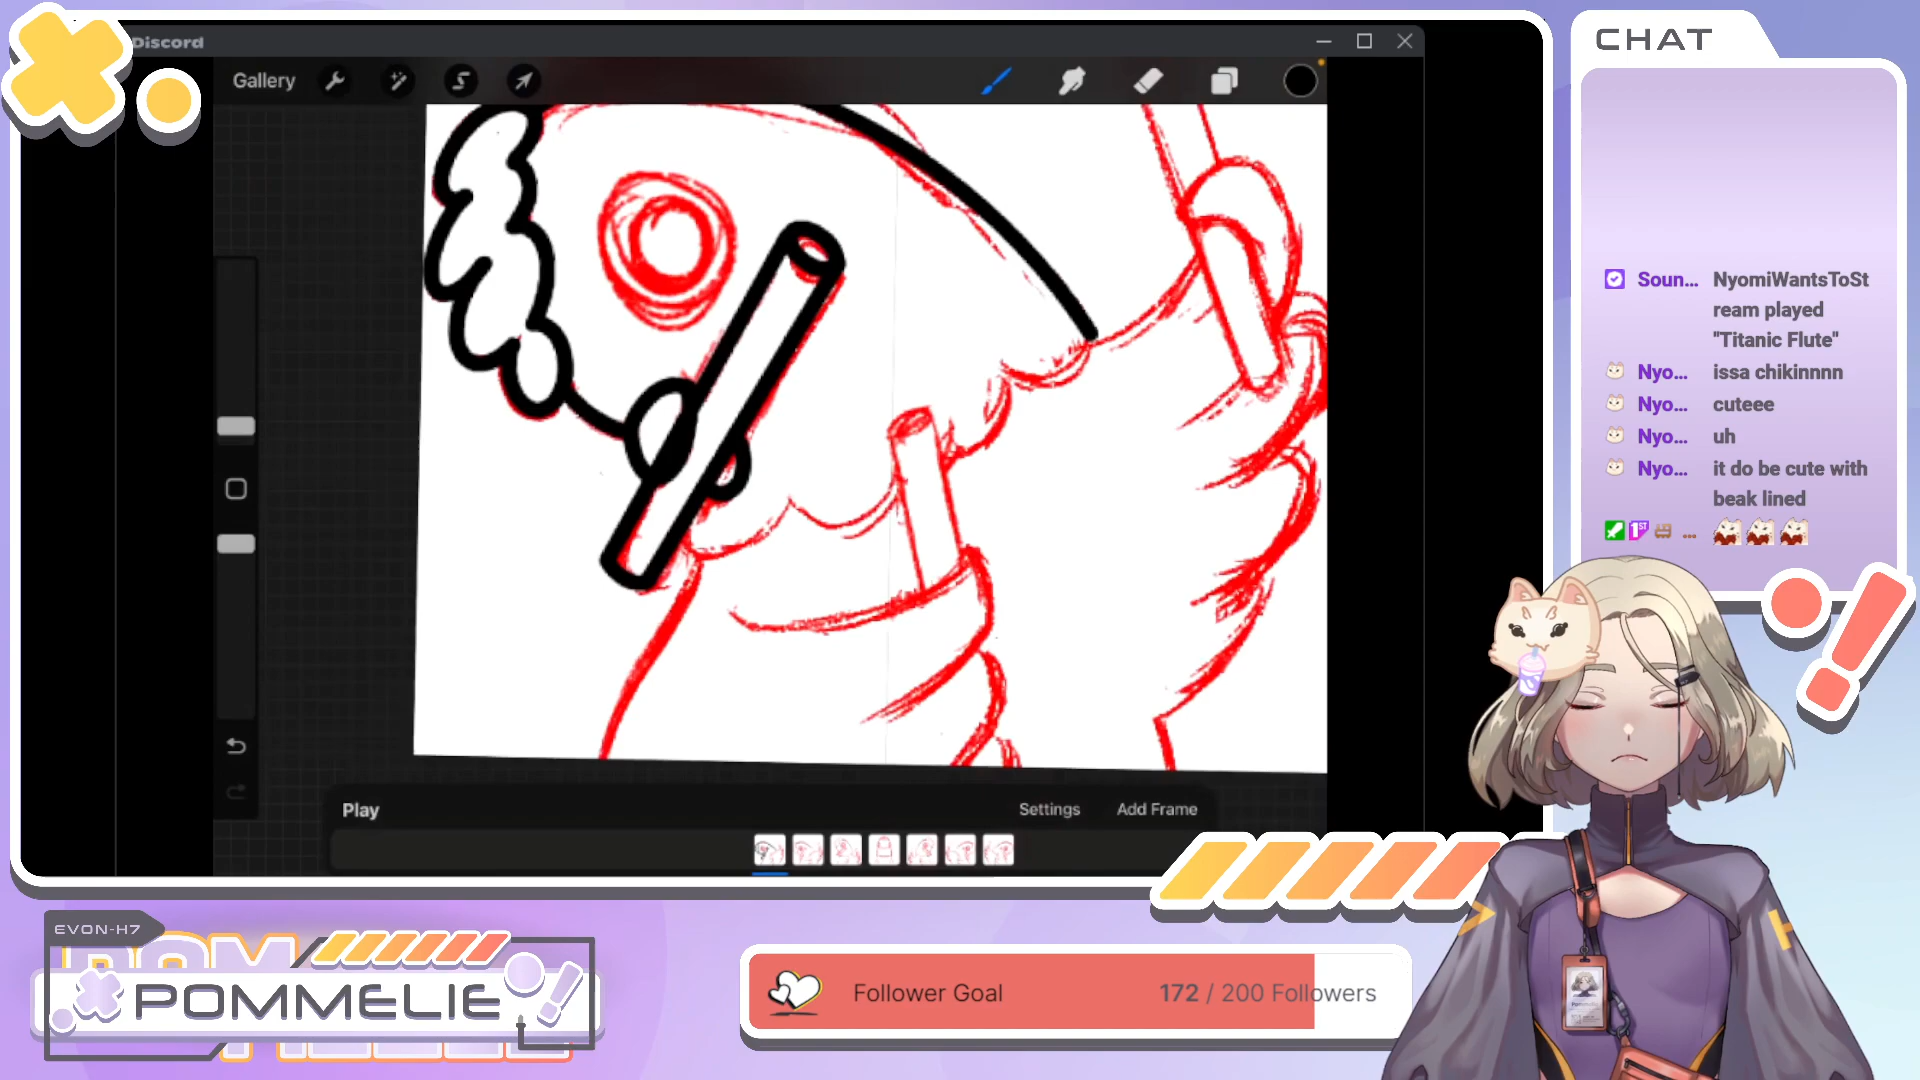 Discord
Gallery
CHAT
Soun... NyomiWantsToSt
ream played
"Titanic Flute"
Nyo... issa chikinnnn
Nyo... cuteee
Nyo... uh
Nyo... it do be cute with
beak lined
1ST ...
Play
Settings
Add Frame
EVON-H7
POMMELIE
Follower Goal
172 / 200 Followers